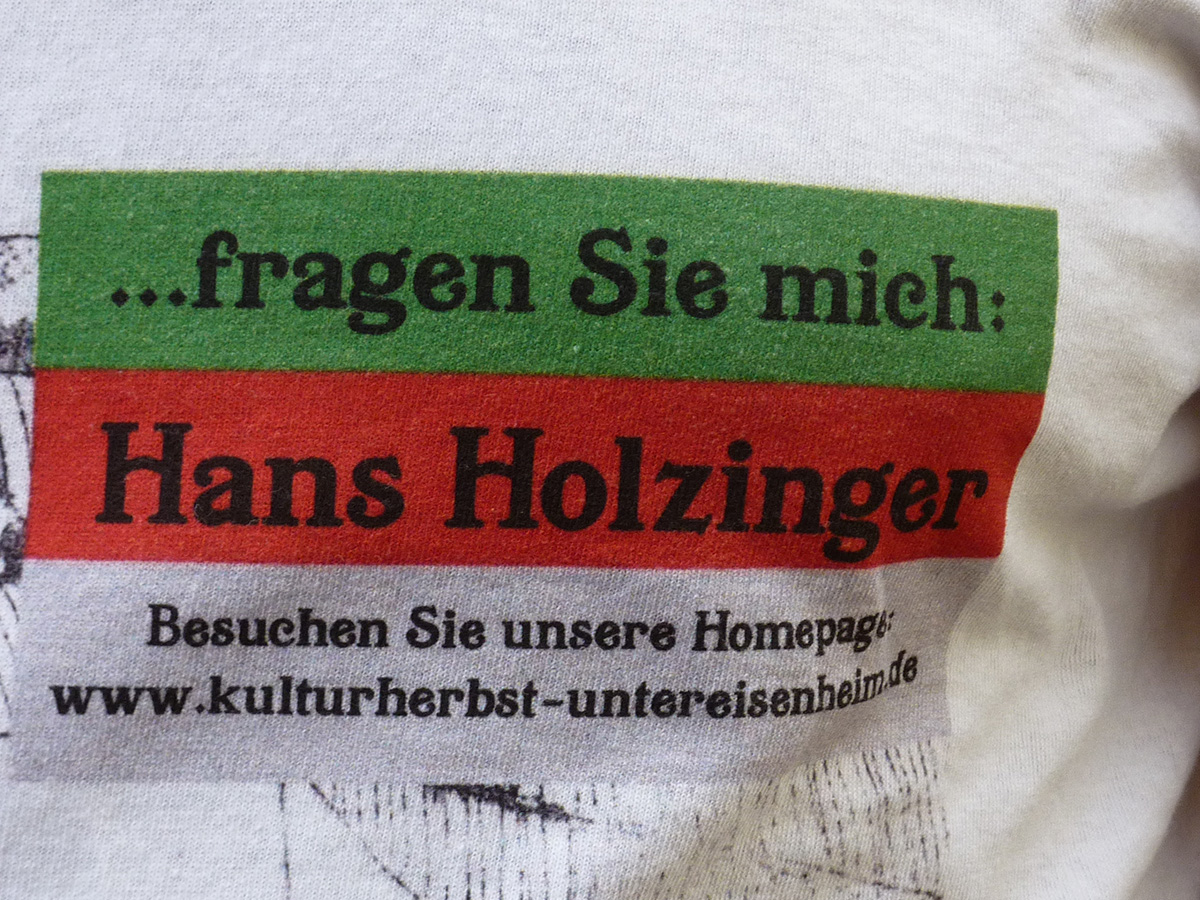 ...fragen Sie mich:
Hans Holzinger
Besuchen Sie unsere Homepage:
www.kulturherbst-untereisenheim.de